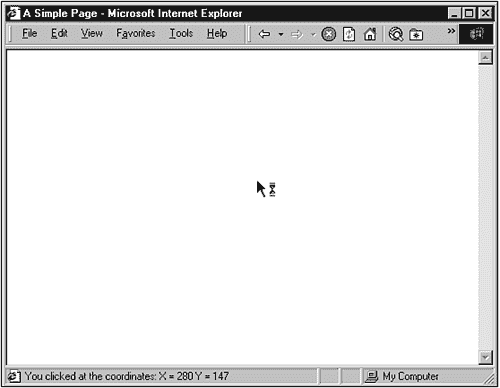 A Simple Page - Microsoft Internet Explorer
File Edit View Favorites Tools Help »
You clicked at the coordinates: X = 280 Y = 147 My Computer